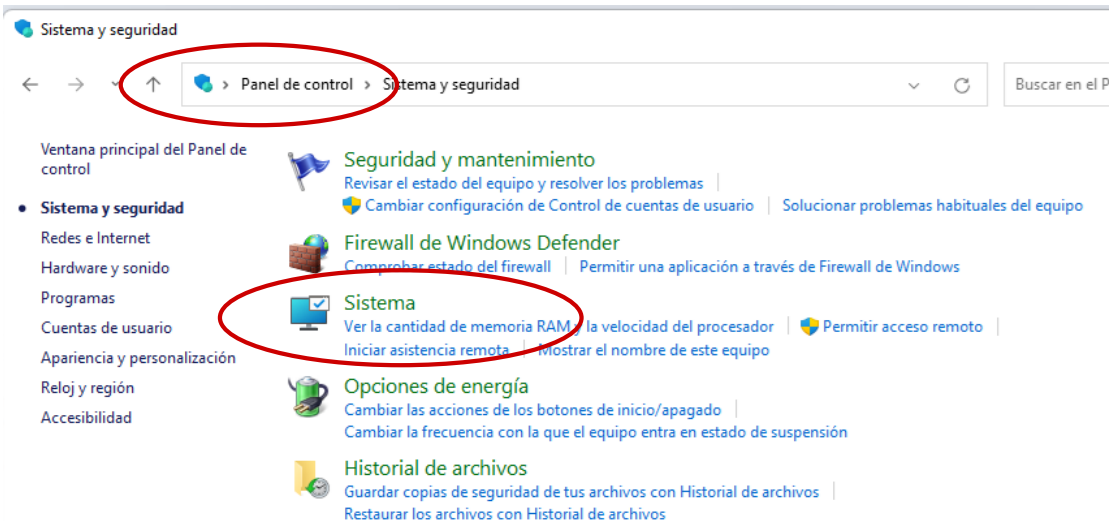 Sistema y seguridad
Panel de control > Sistema y seguridad
Buscar en el P
Ventana principal del Panel de
control
Sistema y seguridad
Redes e Internet
Hardware y sonido
Programas
Cuentas de usuario
Apariencia y personalización
Reloj y región
Accesibilidad
Seguridad y mantenimiento
Revisar el estado del equipo y resolver los problemas
Cambiar configuración de Control de cuentas de usuario | Solucionar problemas habituales del equipo
Firewall de Windows Defender
Comprobar estado del firewall | Permitir una aplicación a través de Firewall de Windows
Sistema
Ver la cantidad de memoria RAM y la velocidad del procesador | Permitir acceso remoto
Iniciar asistencia remota | Mostrar el nombre de este equipo
Opciones de energía
Cambiar las acciones de los botones de inicio/apagado
Cambiar la frecuencia con la que el equipo entra en estado de suspensión
Historial de archivos
Guardar copias de seguridad de tus archivos con Historial de archivos
Restaurar los archivos con Historial de archivos